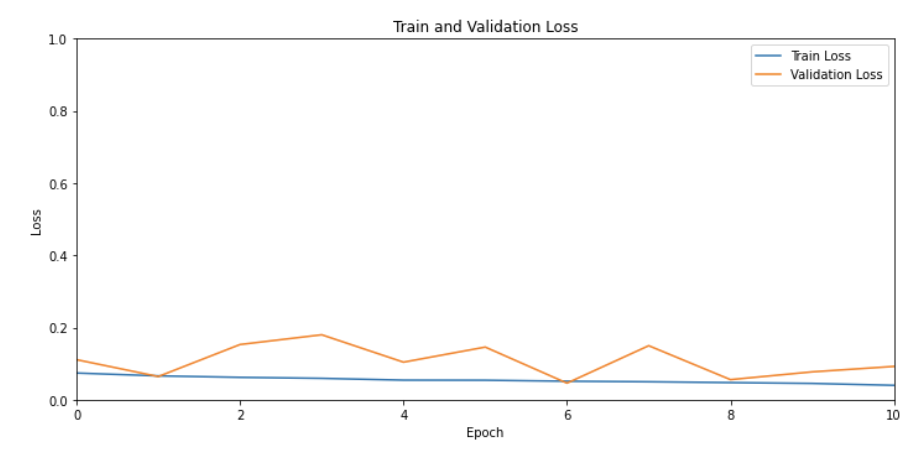 Train and Validation Loss
1.0
Train Loss
Validation Loss
0.8
0.6
Loss
0.4
0.2
0.0
0 2 4 6 8 10
Epoch